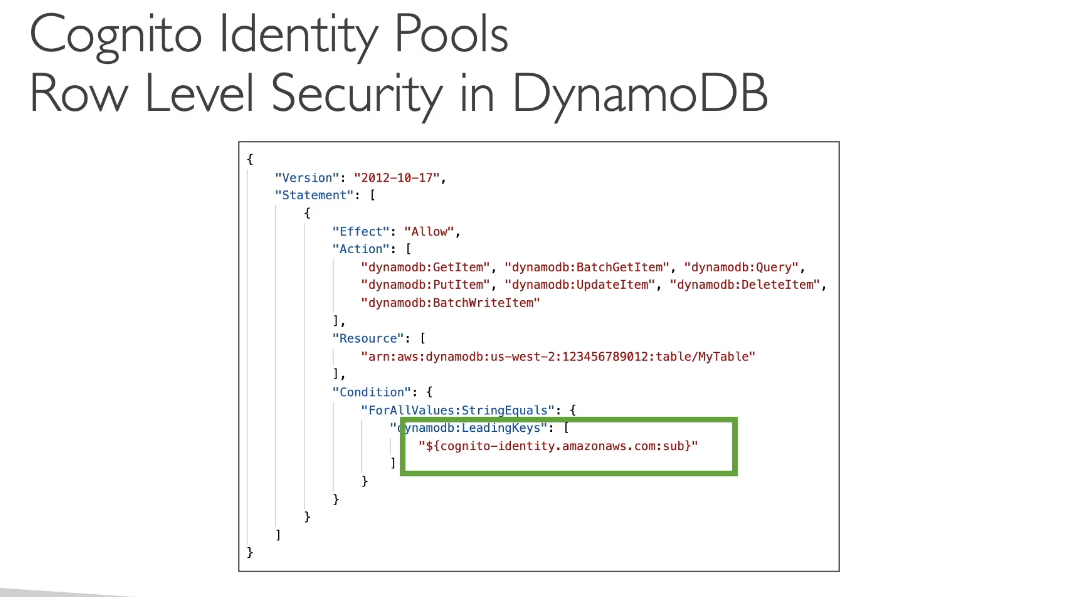 Cognito Identity Pools
Row Level Security in DynamoDB
{
"Version": "2012-10-17",
"Statement": [
{
"Effect": "Allow",
"Action": [
"dynamodb:GetItem", "dynamodb:BatchGetItem", "dynamodb:Query",
"dynamodb:PutItem", "dynamodb:UpdateItem", "dynamodb:DeleteItem",
"dynamodb:BatchWriteItem"
],
"Resource": [
"arn:aws:dynamodb:us-west-2:123456789012:table/MyTable"
],
"Condition": {
"ForAllValues:StringEquals": {
"dynamodb:LeadingKeys": [
"${cognito-identity.amazonaws.com:sub}"
]
}
}
}
]
}